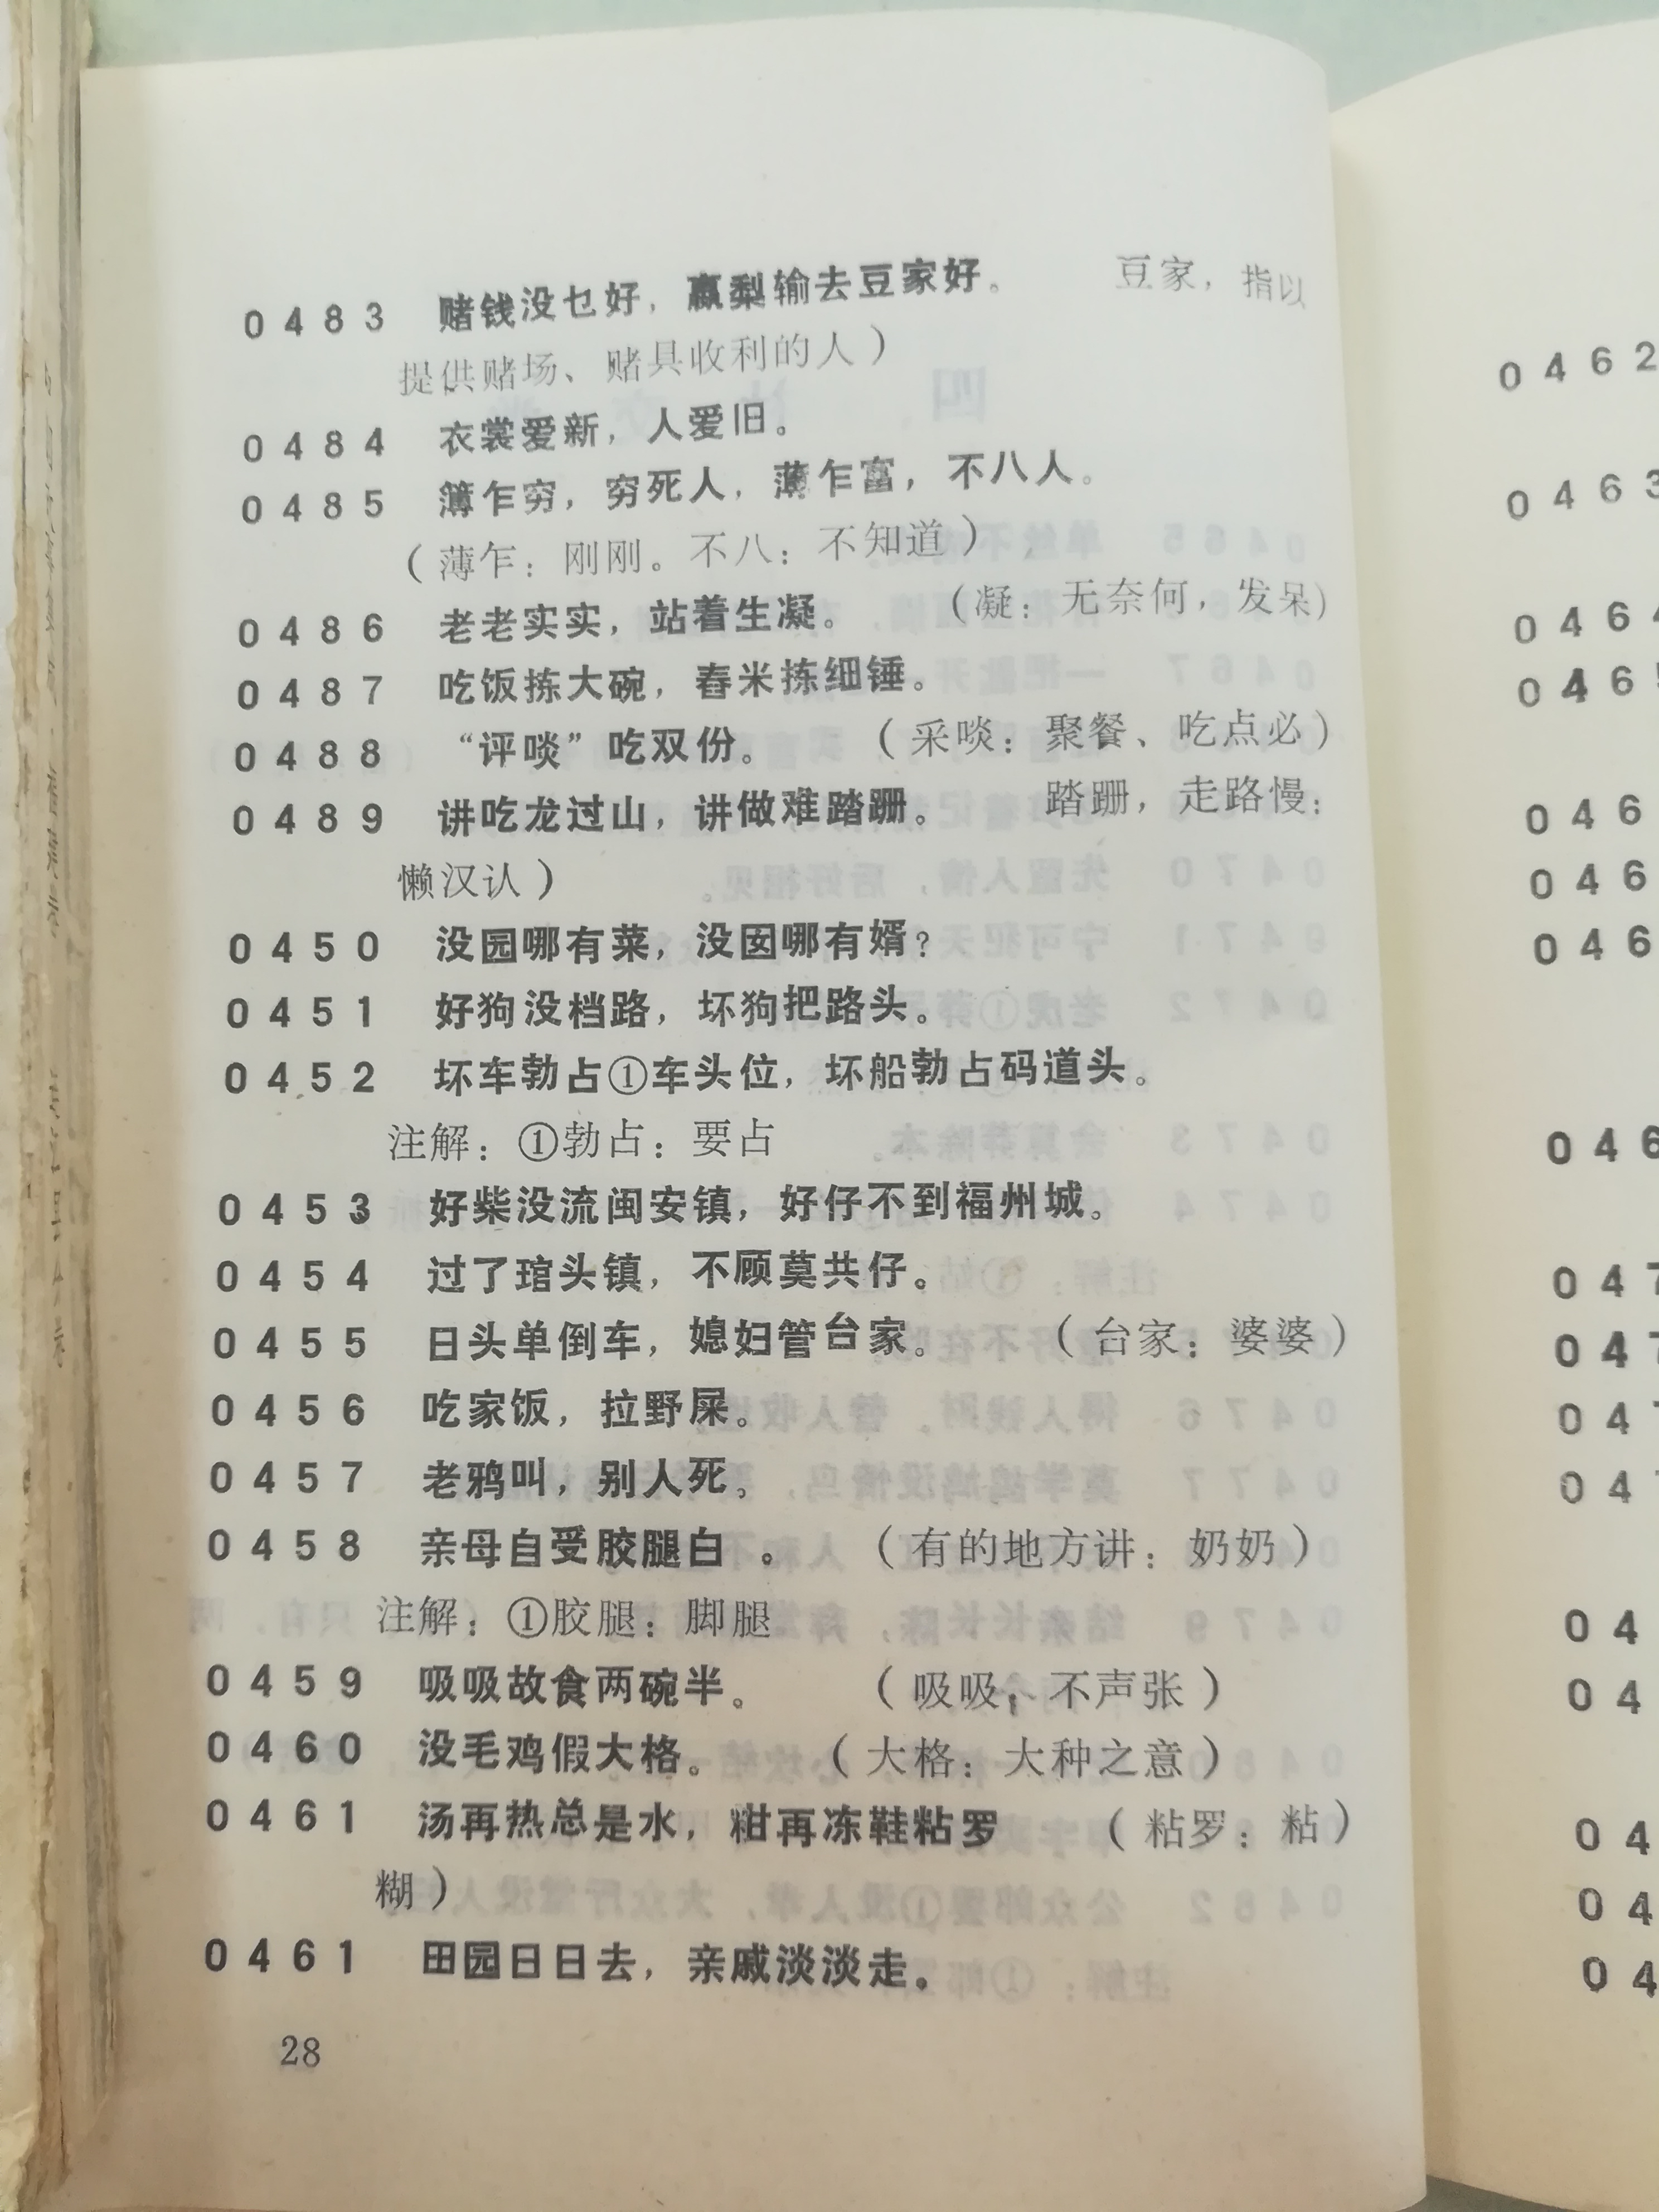 0483 赌钱没乜好，赢梨输去豆家好。 豆家，指以
提供赌场、赌具收利的人）
0484 衣裳爱新，人爱旧。
0485 簿乍穷，穷死人，薄乍富，不八人。
（薄乍：刚刚。不八：不知道）
0486 老老实实，站着生凝。 （凝：无奈何，发呆）
0487 吃饭拣大碗，舂米拣细锤。
0488 “评啖”吃双份。 （采啖：聚餐、吃点必）
0489 讲吃龙过山，讲做难踏跚。 踏跚，走路慢：
懒汉认）
0450 没园哪有菜，没囡哪有婿？
0451 好狗没档路，坏狗把路头。
0452 坏车勃占①车头位，坏船勃占码道头。
注解：①勃占：要占
0453 好柴没流闽安镇，好仔不到福州城。
0454 过了琯头镇，不顾莫共仔。
0455 日头单倒车，媳妇管台家。 （台家：婆婆）
0456 吃家饭，拉野屎。
0457 老鸦叫，别人死。
0458 亲母自受胶腿白 。 （有的地方讲：奶奶）
注解：①胶腿：脚腿
0459 吸吸故食两碗半。 （吸吸，不声张）
0460 没毛鸡假大格。 （大格：大种之意）
0461 汤再热总是水，粓再冻鞋粘罗 （粘罗：粘）
糊）
0461 田园日日去，亲戚淡淡走。
28
0462
0463
046
046
046
046
046
046
047
047
047
047
04
04
04
04
04